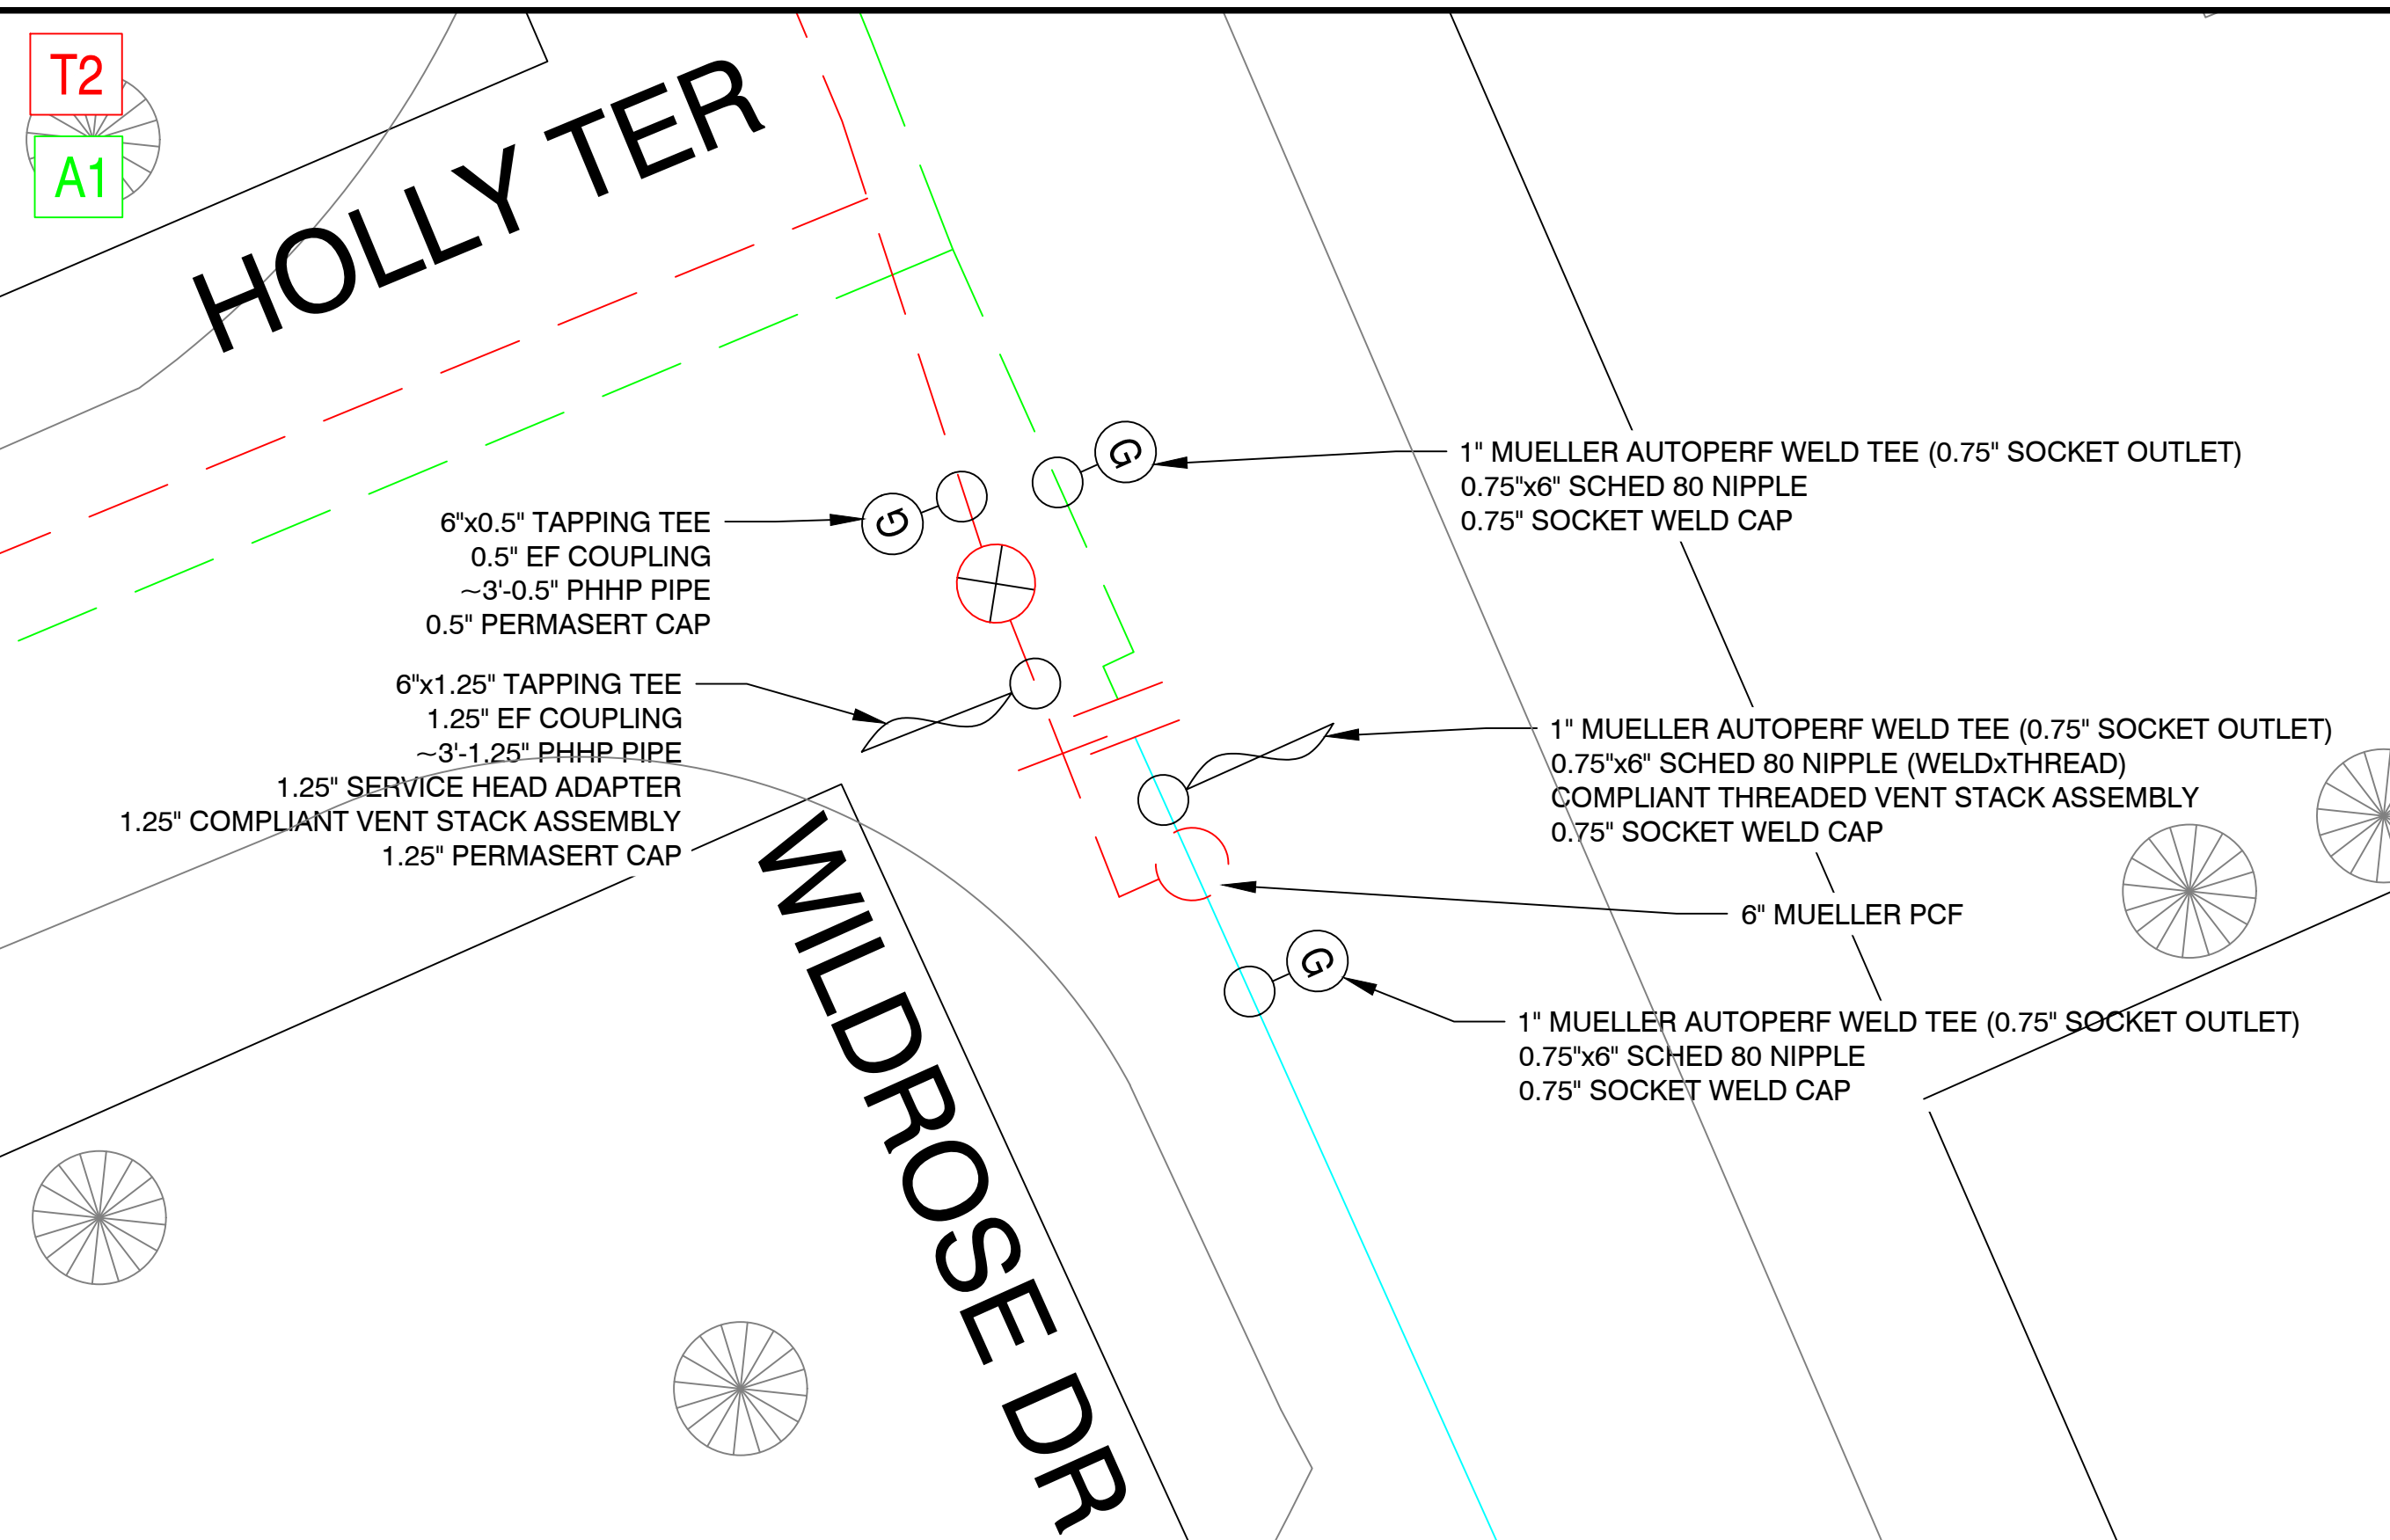 T2
A1
HOLLY TER
G
1" MUELLER AUTOPERF WELD TEE (0.75" SOCKET OUTLET)
0.75"x6" SCHED 80 NIPPLE
0.75" SOCKET WELD CAP
G
6"x0.5" TAPPING TEE
0.5" EF COUPLING
~3'-0.5" PHHP PIPE
0.5" PERMASERT CAP
6"x1.25" TAPPING TEE
1.25" EF COUPLING
~3'-1.25" PHHP PIPE
1.25" SERVICE HEAD ADAPTER
1.25" COMPLIANT VENT STACK ASSEMBLY
1.25" PERMASERT CAP
1" MUELLER AUTOPERF WELD TEE (0.75" SOCKET OUTLET)
0.75"x6" SCHED 80 NIPPLE (WELDxTHREAD)
COMPLIANT THREADED VENT STACK ASSEMBLY
0.75" SOCKET WELD CAP
6" MUELLER PCF
G
1" MUELLER AUTOPERF WELD TEE (0.75" SOCKET OUTLET)
0.75"x6" SCHED 80 NIPPLE
0.75" SOCKET WELD CAP
WILDROSE DR